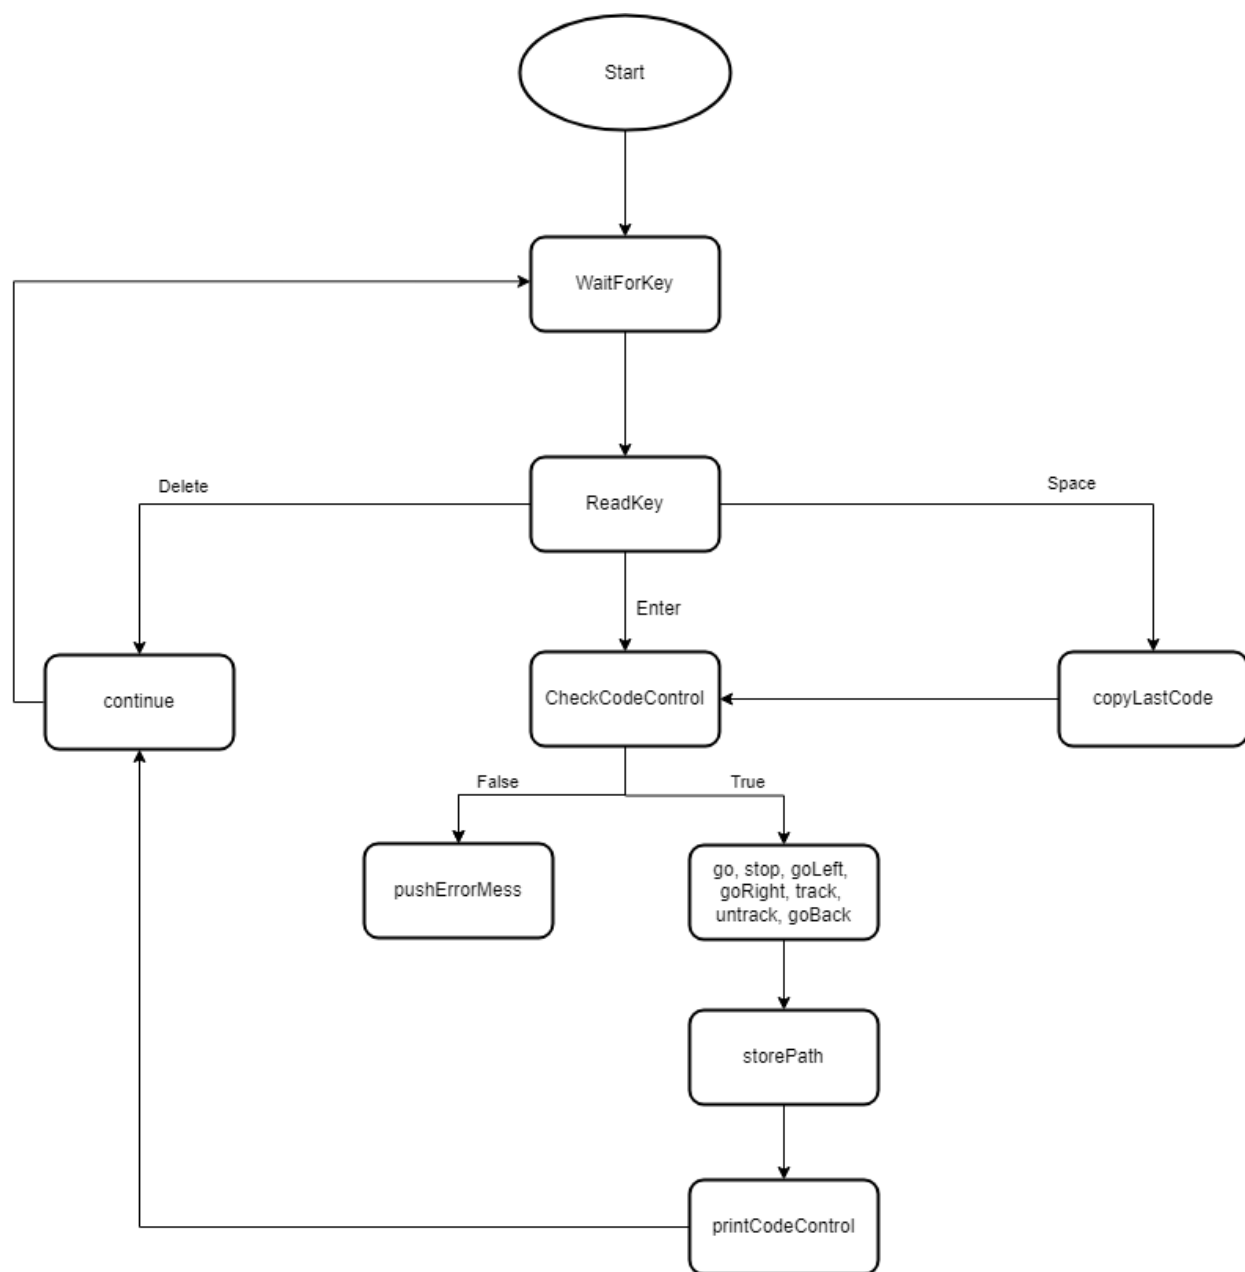 Start
WaitForKey
Delete
ReadKey
Space
Enter
continue
CheckCodeControl
copyLastCode
False
True
pushErrorMess
go, stop, goLeft,
goRight, track,
untrack, goBack
storePath
printCodeControl